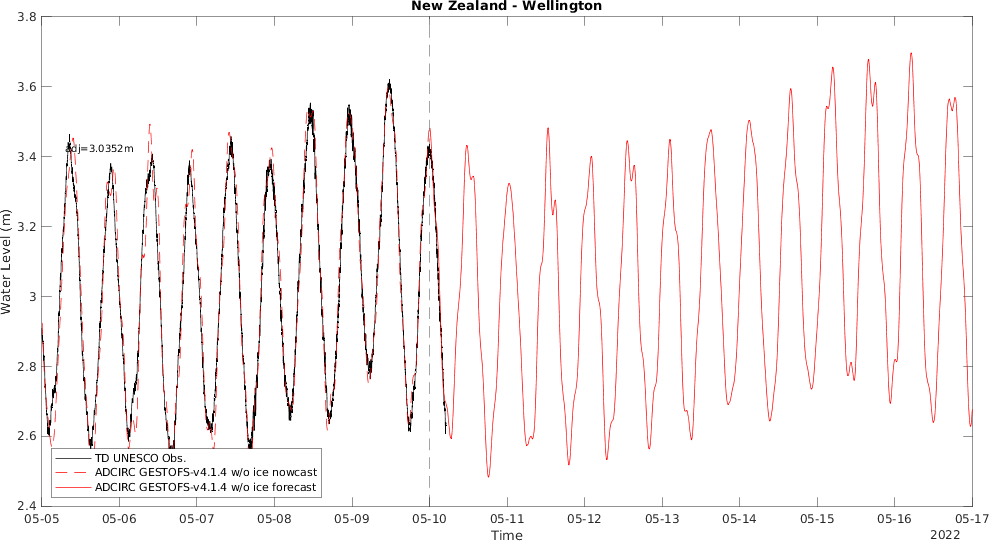 New Zealand - Wellington
3.8
3.6
3.4
3.2
3
2.8
2.6
2.4
Water Level (m)
adj=3.0352m
TD UNESCO Obs.
ADCIRC GESTOFS-v4.1.4 w/o ice nowcast
ADCIRC GESTOFS-v4.1.4 w/o ice forecast
05-05 05-06 05-07 05-08 05-09 05-10 05-11 05-12 05-13 05-14 05-15 05-16 05-17
Time
2022